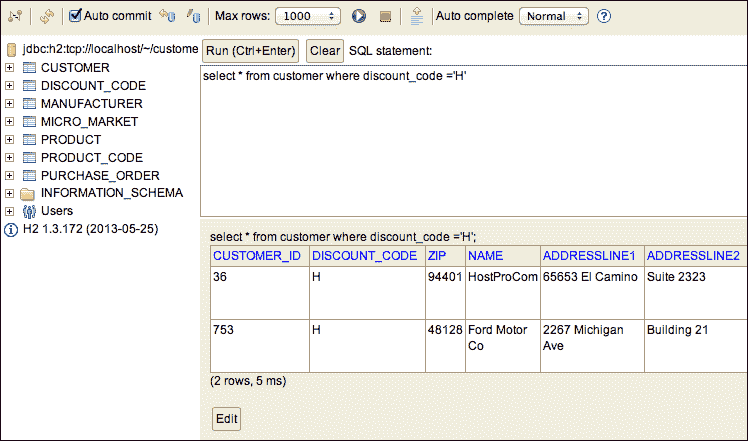 Auto commit Max rows: 1000 Auto complete Normal
jdbc:h2:tcp://localhost/~/custome
CUSTOMER
DISCOUNT_CODE
MANUFACTURER
MICRO_MARKET
PRODUCT
PRODUCT_CODE
PURCHASE_ORDER
INFORMATION_SCHEMA
Users
H2 1.3.172 (2013-05-25)
Run (Ctrl+Enter) Clear SQL statement:
select * from customer where discount_code ='H'
select * from customer where discount_code ='H';
CUSTOMER_ID DISCOUNT_CODE ZIP NAME ADDRESSLINE1 ADDRESSLINE2
36 H 94401 HostProCom 65653 El Camino Suite 2323
753 H 48128 Ford Motor 2267 Michigan Building 21
Co Ave
(2 rows, 5 ms)
Edit